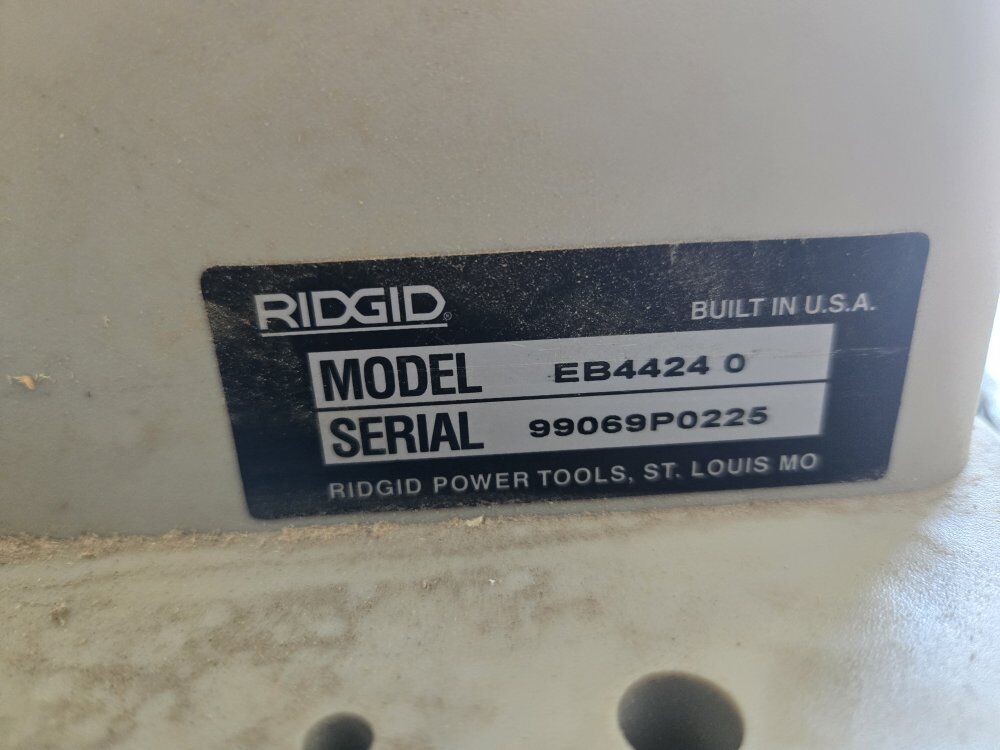 RIDGID®
BUILT IN U.S.A.
MODEL EB4424 0
SERIAL 99069P0225
RIDGID POWER TOOLS, ST. LOUIS MO